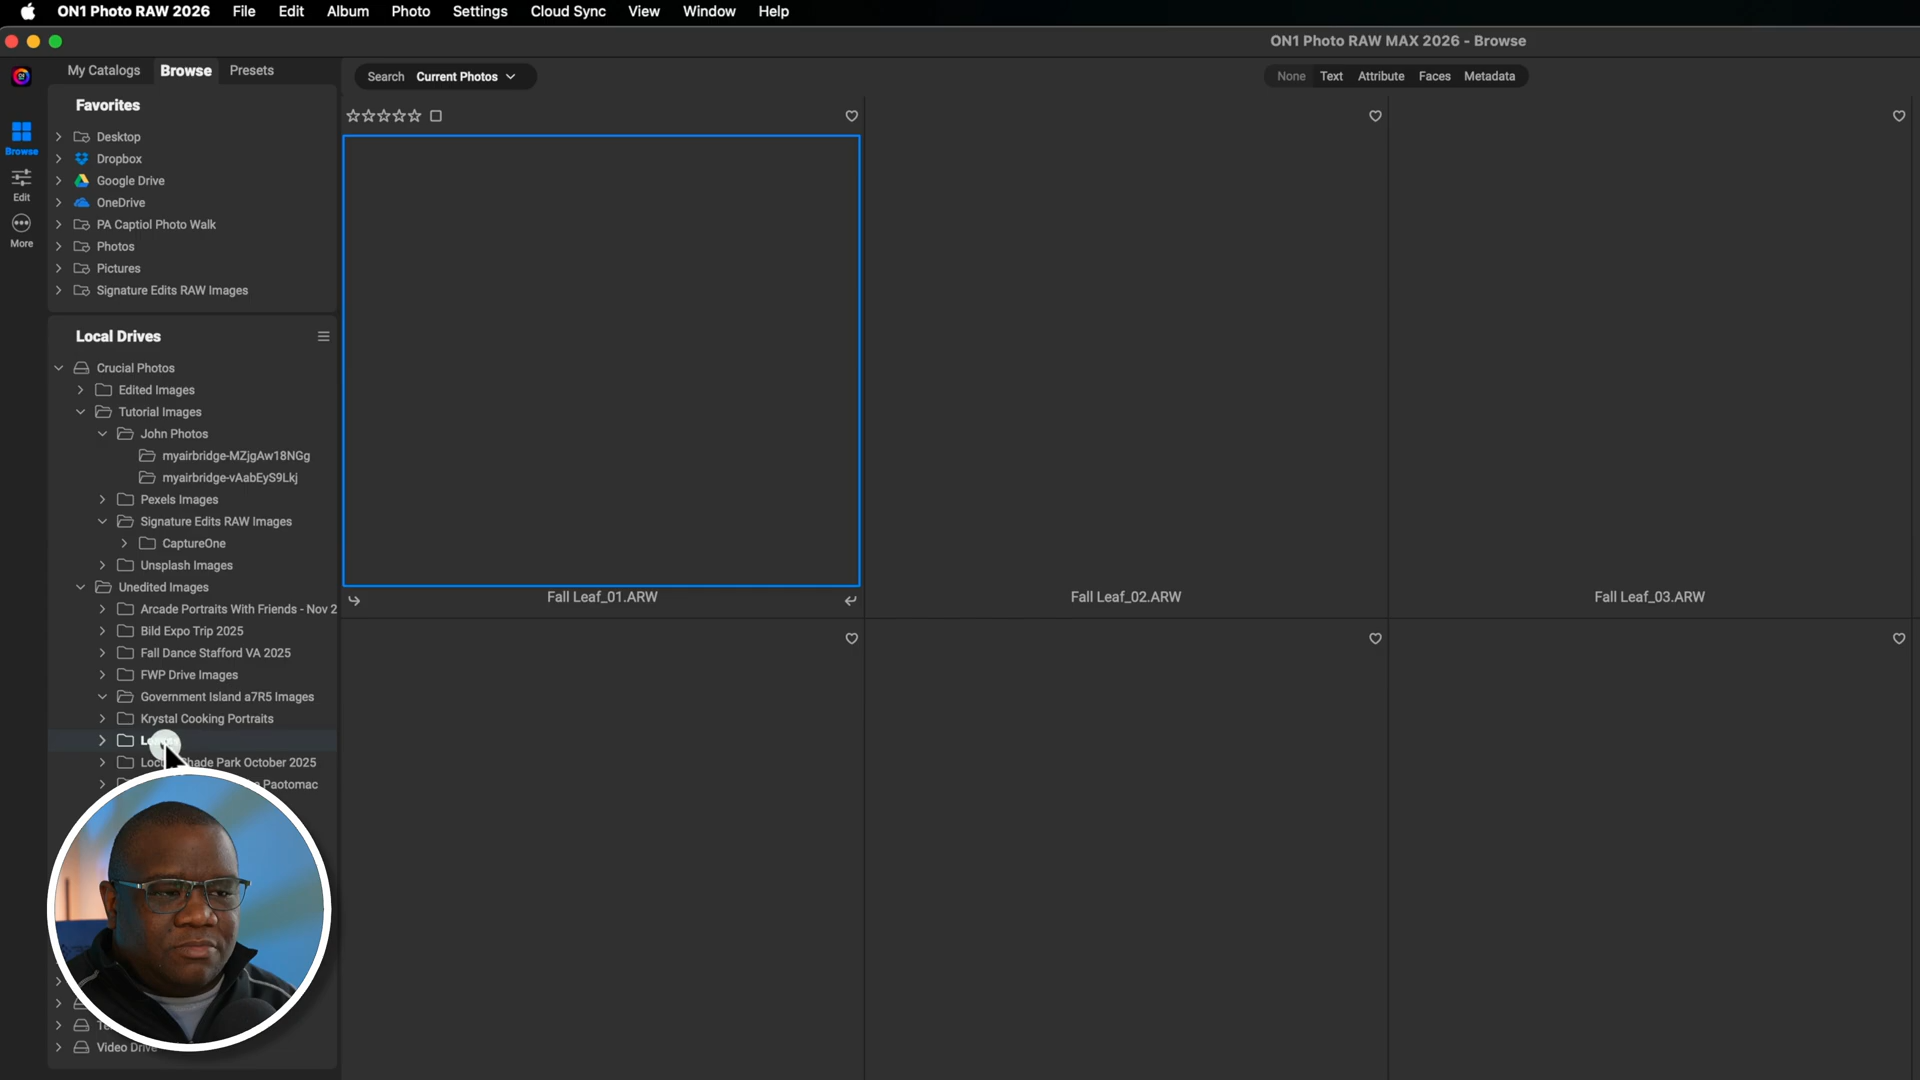 ON1 Photo RAW 2026 File Edit Album Photo Settings Cloud Sync View Window Help
ON1 Photo RAW MAX 2026 - Browse
My Catalogs Browse Presets
Search Current Photos
None Text Attribute Faces Metadata
Browse
Edit
More
Favorites
Desktop
Dropbox
Google Drive
OneDrive
PA Captiol Photo Walk
Photos
Pictures
Signature Edits RAW Images
Local Drives
Crucial Photos
Edited Images
Tutorial Images
John Photos
myairbridge-MZjgAw18NGg
myairbridge-vAabEyS9Lkj
Pexels Images
Signature Edits RAW Images
CaptureOne
Unsplash Images
Unedited Images
Arcade Portraits With Friends - Nov 2
Bild Expo Trip 2025
Fall Dance Stafford VA 2025
FWP Drive Images
Government Island a7R5 Images
Krystal Cooking Portraits
Park October 2025
Paotomac
Video Drive
Fall Leaf_01.ARW
Fall Leaf_02.ARW
Fall Leaf_03.ARW